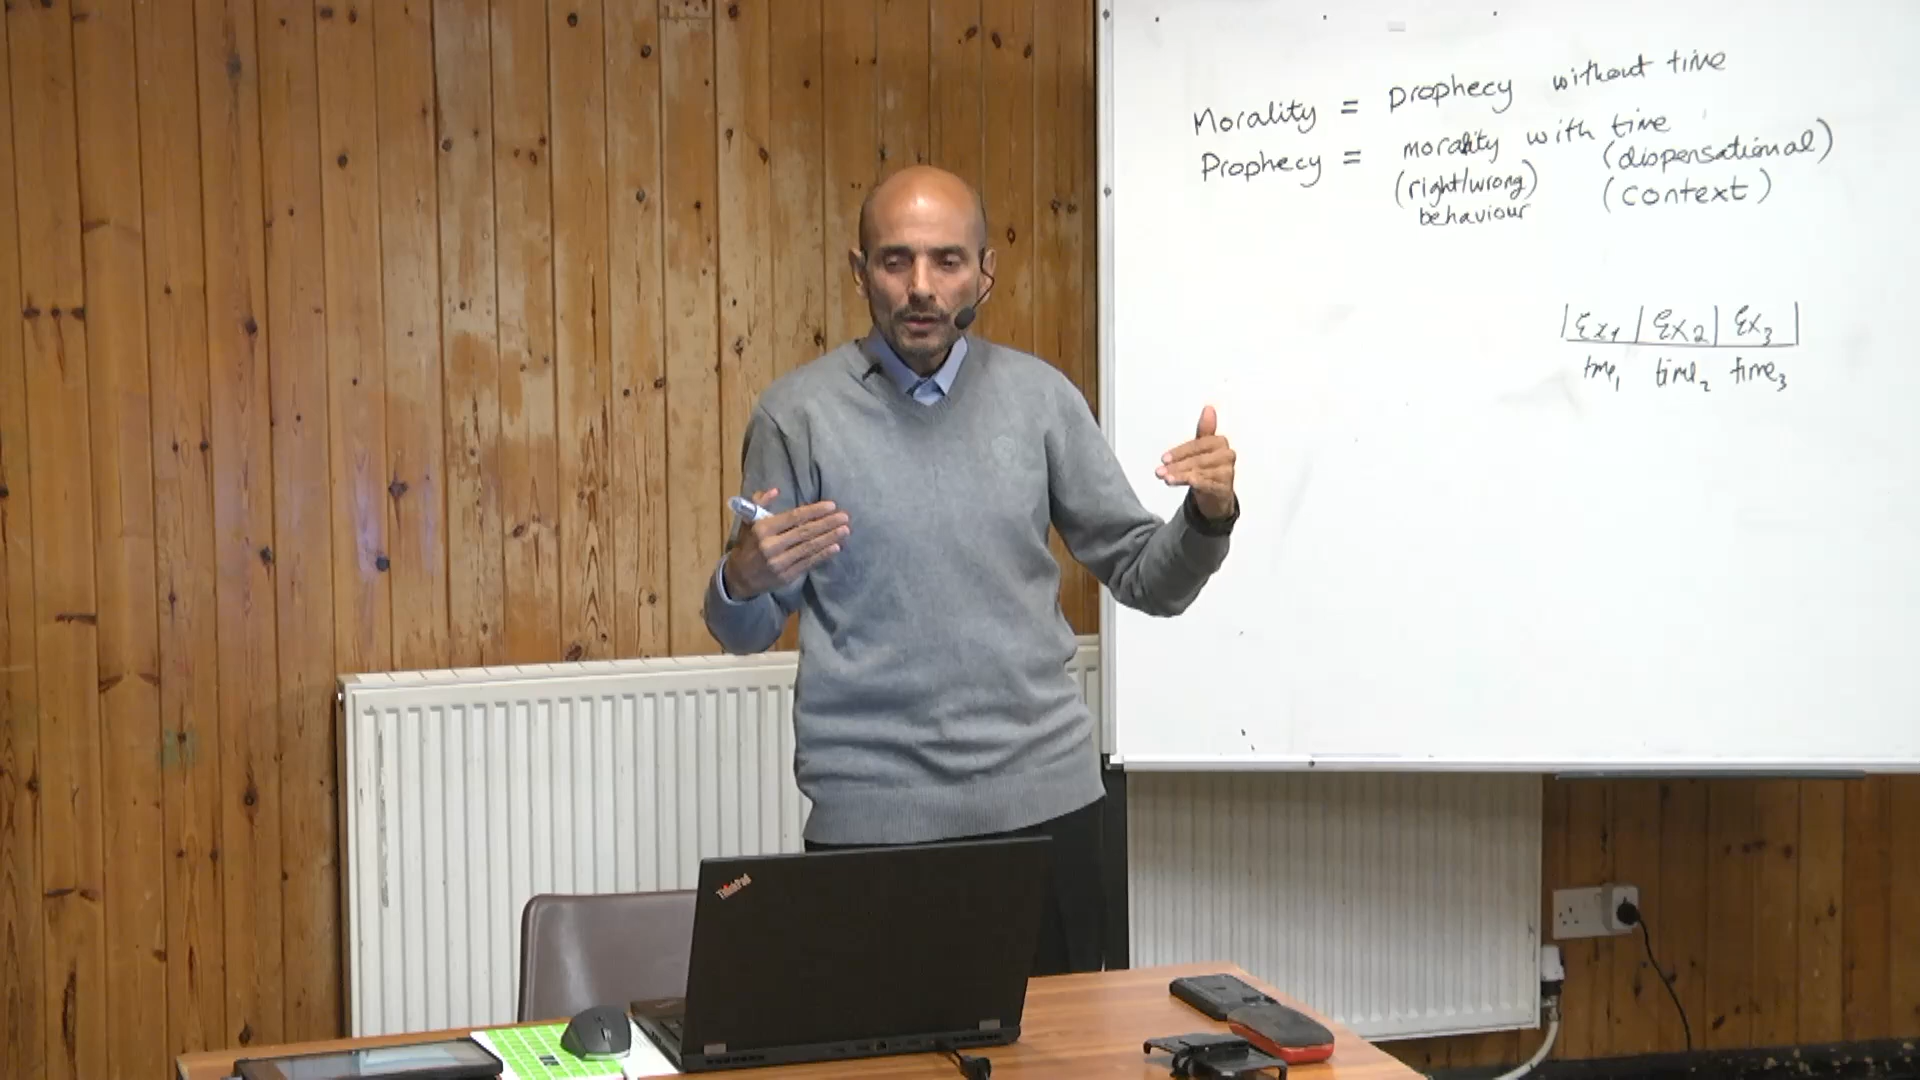 Morality = prophecy without time
Prophecy = morality with time
(right/wrong) (dispensational)
behaviour (context)
|Ex1|Ex2|Ex3|
time1 time2 time3
ThinkPad